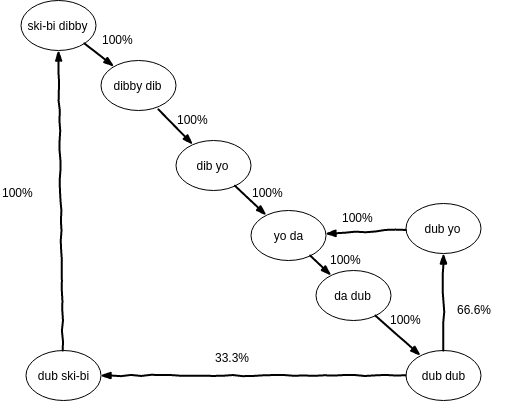 ski-bi dibby
100%
dibby dib
100%
dib yo
100%
yo da
100%
dub yo
100%
da dub
100%
66.6%
dub dub
33.3%
dub ski-bi
100%